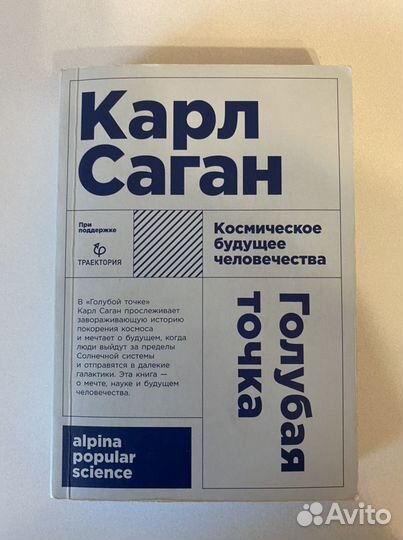 Карл
Саган
При
поддержке
ТРАЕКТОРИЯ
Космическое
будущее
человечества
В «Голубой точке»
Карл Саган прослеживает
завораживающую историю
покорения космоса
и мечтает о будущем, когда
люди выйдут за пределы
Солнечной системы
и отправятся в далекие
галактики. Эта книга —
о мечте, науке и будущем
человечества.
Голубая
точка
alpina
popular
science
Avito